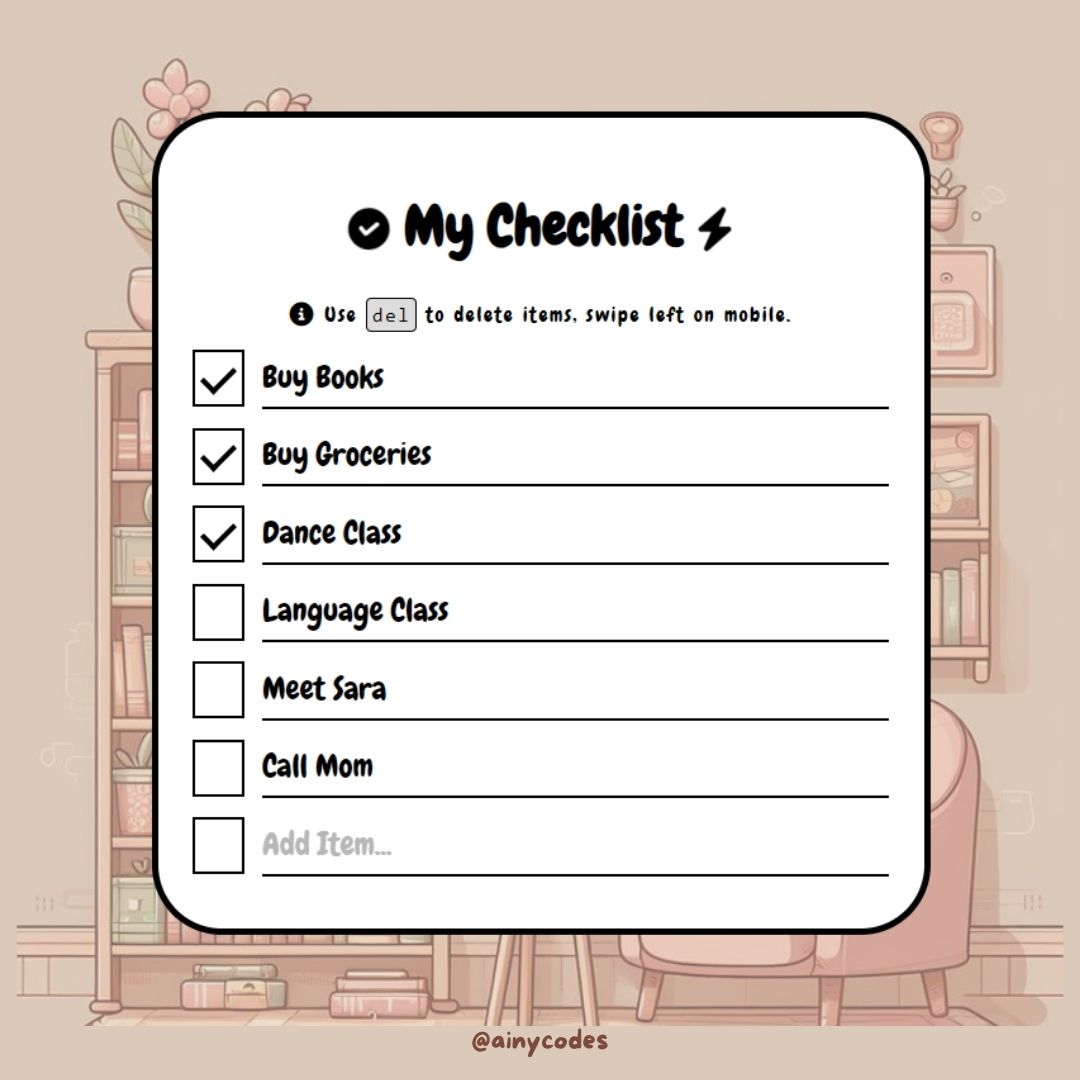 My Checklist
Use del to delete items, swipe left on mobile.
Buy Books
Buy Groceries
Dance Class
Language Class
Meet Sara
Call Mom
Add Item...
@ainycodes